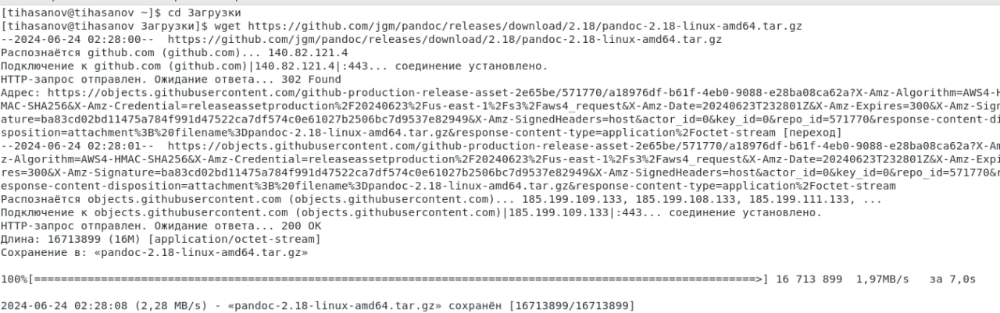 [tihasanov@tihasanov ~]$ cd Загрузки
[tihasanov@tihasanov Загрузки]$ wget https://github.com/jgm/pandoc/releases/download/2.18/pandoc-2.18-linux-amd64.tar.gz
--2024-06-24 02:28:00--  https://github.com/jgm/pandoc/releases/download/2.18/pandoc-2.18-linux-amd64.tar.gz
Распознаётся github.com (github.com)... 140.82.121.4
Подключение к github.com (github.com)|140.82.121.4|:443... соединение установлено.
HTTP-запрос отправлен. Ожидание ответа... 302 Found
Адрес: https://objects.githubusercontent.com/github-production-release-asset-2e65be/571770/a18976df-b61f-4eb0-9088-e28ba08ca62a?X-Amz-Algorithm=AWS4-H
MAC-SHA256&X-Amz-Credential=releaseassetproduction%2F20240623%2Fus-east-1%2Fs3%2Faws4_request&X-Amz-Date=20240623T232801Z&X-Amz-Expires=300&X-Amz-Sign
ature=ba83cd02bd11475a784f991d47522ca7df574c0e61027b2506bc7d9537e82949&X-Amz-SignedHeaders=host&actor_id=0&key_id=0&repo_id=571770&response-content-di
sposition=attachment%3B%20filename%3Dpandoc-2.18-linux-amd64.tar.gz&response-content-type=application%2Foctet-stream [переход]
--2024-06-24 02:28:01--  https://objects.githubusercontent.com/github-production-release-asset-2e65be/571770/a18976df-b61f-4eb0-9088-e28ba08ca62a?X-Am
z-Algorithm=AWS4-HMAC-SHA256&X-Amz-Credential=releaseassetproduction%2F20240623%2Fus-east-1%2Fs3%2Faws4_request&X-Amz-Date=20240623T232801Z&X-Amz-Expi
res=300&X-Amz-Signature=ba83cd02bd11475a784f991d47522ca7df574c0e61027b2506bc7d9537e82949&X-Amz-SignedHeaders=host&actor_id=0&key_id=0&repo_id=571770&r
esponse-content-disposition=attachment%3B%20filename%3Dpandoc-2.18-linux-amd64.tar.gz&response-content-type=application%2Foctet-stream
Распознаётся objects.githubusercontent.com (objects.githubusercontent.com)... 185.199.109.133, 185.199.108.133, 185.199.111.133, ...
Подключение к objects.githubusercontent.com (objects.githubusercontent.com)|185.199.109.133|:443... соединение установлено.
HTTP-запрос отправлен. Ожидание ответа... 200 OK
Длина: 16713899 (16M) [application/octet-stream]
Сохранение в: «pandoc-2.18-linux-amd64.tar.gz»
100%[=============================================================================================================>] 16 713 899  1,97MB/s   за 7,0s
2024-06-24 02:28:08 (2,28 MB/s) - «pandoc-2.18-linux-amd64.tar.gz» сохранён [16713899/16713899]